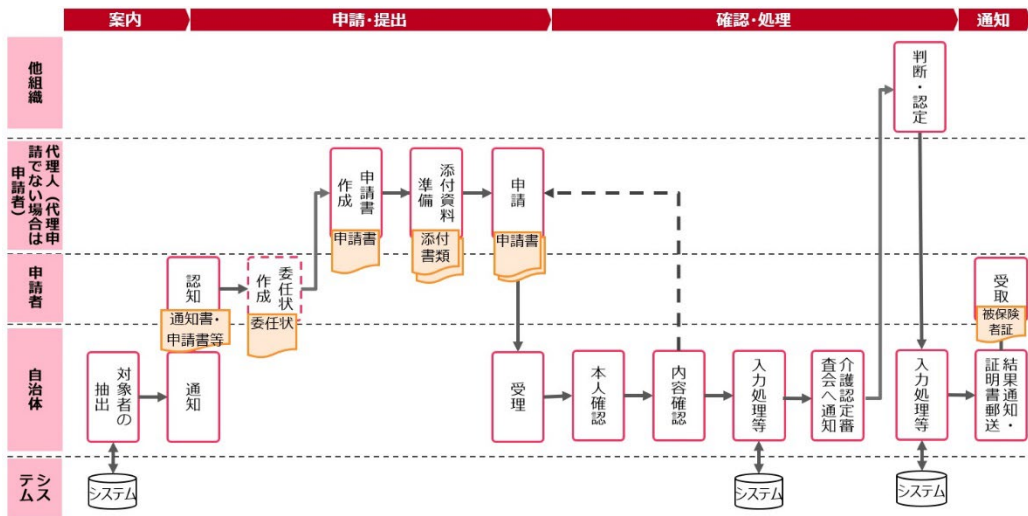 案内
申請・提出
確認・処理
通知
他組織
判断・認定
代理人（代理申
請でない場合は
申請者）
申請書
作成
申請書
添付資料
準備
添付
書類
申請
申請書
申請者
認知
通知書・
申請書等
委任状
作成
委任状
受取
被保険
者証
自治体
対象者の
抽出
通知
受理
本人確認
内容確認
入力処理等
介護認定審
査会へ通知
入力処理等
結果通知・
証明書郵送
シス
テム
システム
システム
システム